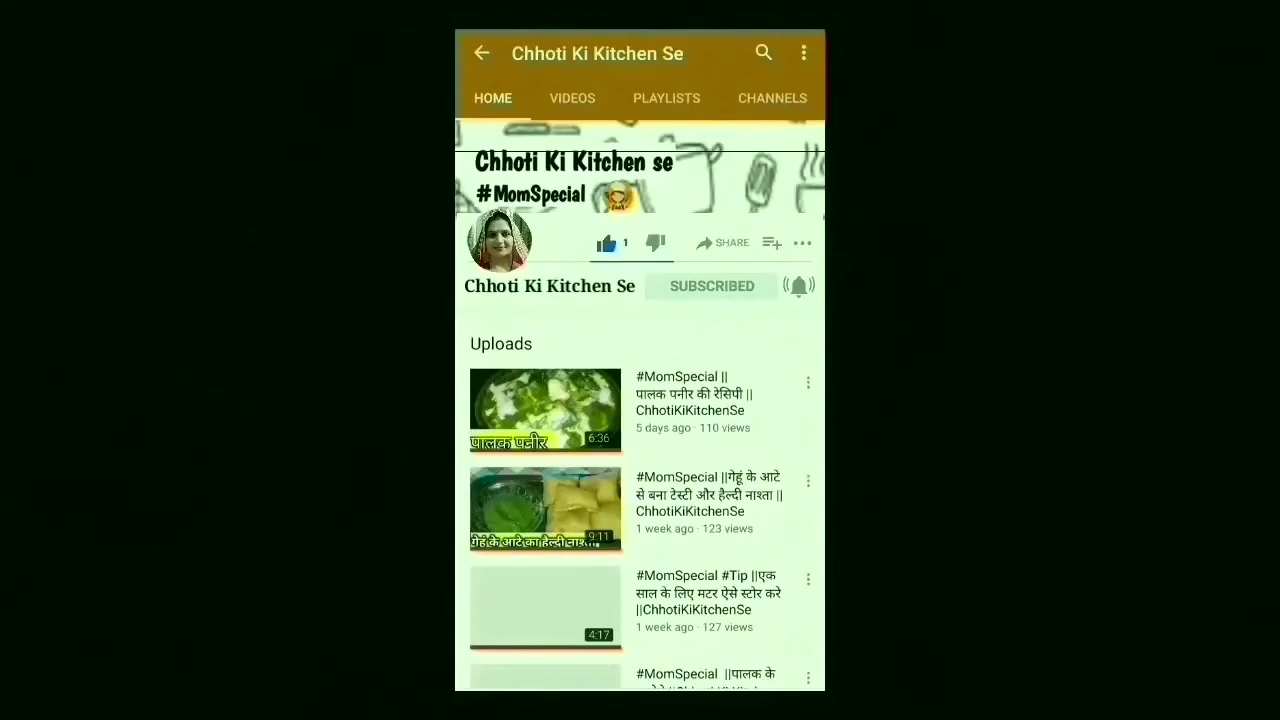 Chhoti Ki Kitchen Se
HOME VIDEOS PLAYLISTS CHANNELS
Chhoti Ki Kitchen se
#MomSpecial
1 SHARE
Chhoti Ki Kitchen Se SUBSCRIBED
Uploads
#MomSpecial ||
पालक पनीर की रेसिपी ||
ChhotiKiKitchenSe
5 days ago · 110 views
पालक पनीर 6:36
#MomSpecial ||गेहूं के आटे
से बना टेस्टी और हैल्दी नाश्ता ||
ChhotiKiKitchenSe
1 week ago · 123 views
9:11
गेहूं के आटे का हैल्दी नाश्ता
#MomSpecial #Tip ||एक
साल के लिए मटर ऐसे स्टोर करे
||ChhotiKiKitchenSe
1 week ago · 127 views
4:17
#MomSpecial ||पालक के